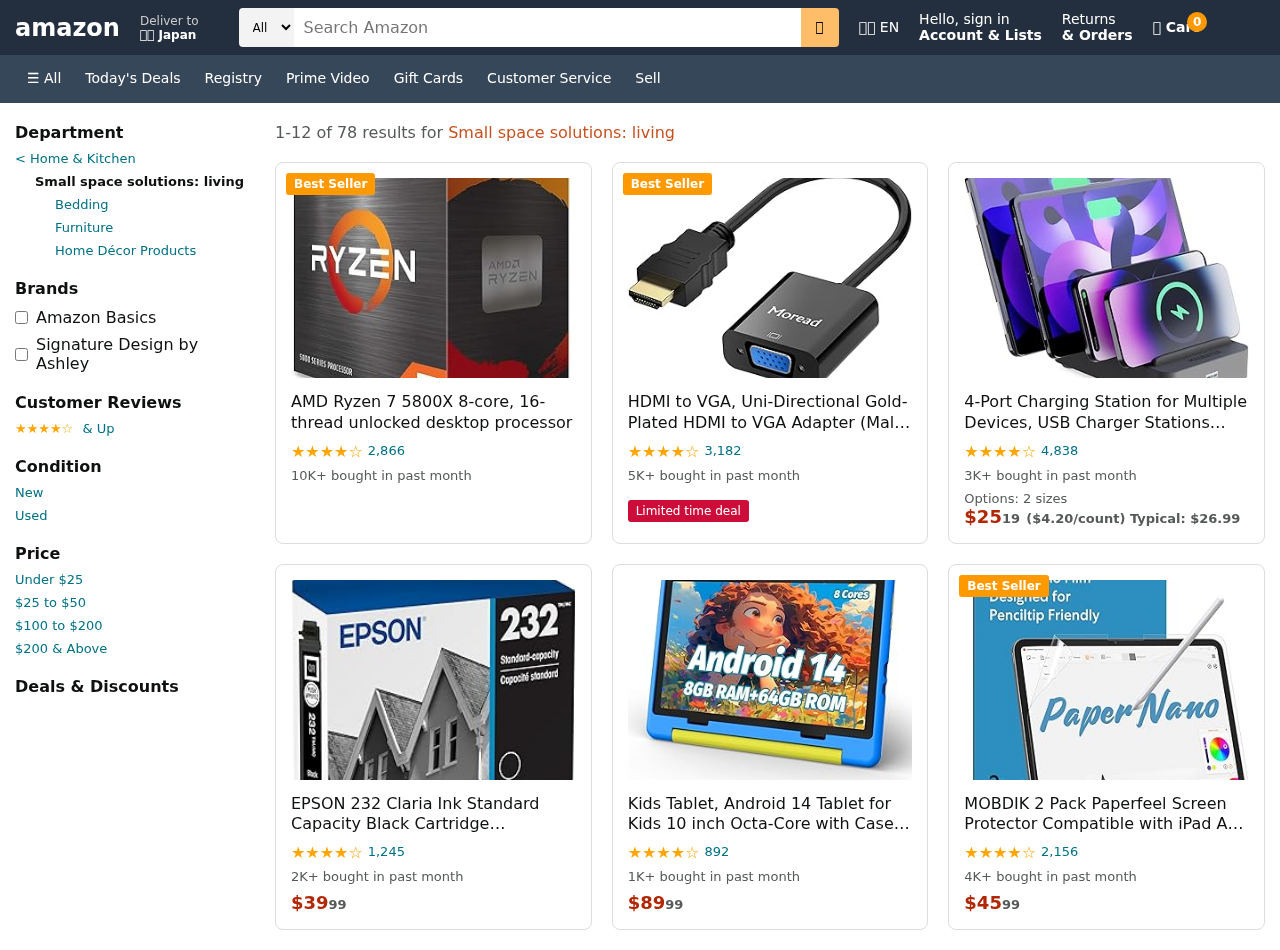 amazon
Deliver to
Japan
All
Search Amazon
EN
Hello, sign in
Account & Lists
Returns
& Orders
0
☰ All
Today's Deals
Registry
Prime Video
Gift Cards
Customer Service
Sell
Department
< Home & Kitchen
Small space solutions: living
Bedding
Furniture
Home Décor Products
Brands
Amazon Basics
Signature Design by
Ashley
Customer Reviews
★★★★☆ & Up
Condition
New
Used
Price
Under $25
$25 to $50
$100 to $200
$200 & Above
Deals & Discounts
1-12 of 78 results for Small space solutions: living
Best Seller
RYZEN
AMD
RYZEN
5000 SERIES PROCESSOR
AMD Ryzen 7 5800X 8-core, 16-
thread unlocked desktop processor
★★★★☆ 2,866
10K+ bought in past month
Best Seller
Moread
HDMI to VGA, Uni-Directional Gold-
Plated HDMI to VGA Adapter (Mal…
★★★★☆ 3,182
5K+ bought in past month
Limited time deal
4-Port Charging Station for Multiple
Devices, USB Charger Stations…
★★★★☆ 4,838
3K+ bought in past month
Options: 2 sizes
$25 19 ($4.20/count) Typical: $26.99
EPSON
232
Standard-capacity
Capacité standard
232
Black
EPSON 232 Claria Ink Standard
Capacity Black Cartridge…
★★★★☆ 1,245
2K+ bought in past month
$39 99
8 Cores
Android 14
8GB RAM+64GB ROM
Kids Tablet, Android 14 Tablet for
Kids 10 inch Octa-Core with Case…
★★★★☆ 892
1K+ bought in past month
$89 99
Best Seller
Film
Designed for
Penciltip Friendly
Paper Nano
MOBDIK 2 Pack Paperfeel Screen
Protector Compatible with iPad A…
★★★★☆ 2,156
4K+ bought in past month
$45 99